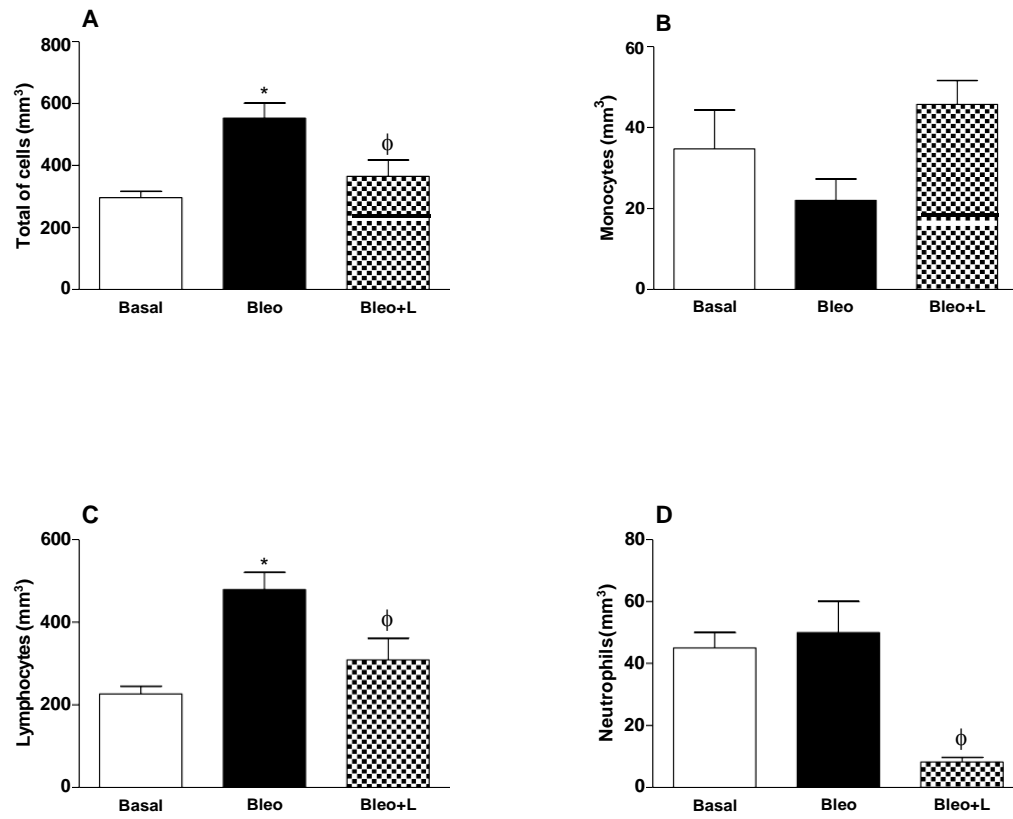 A
Total of cells (mm³)
800
600
400
200
0
*
ϕ
Basal Bleo Bleo+L
B
Monocytes (mm³)
60
40
20
0
Basal Bleo Bleo+L
C
Lymphocytes (mm³)
600
400
200
0
*
ϕ
Basal Bleo Bleo+L
D
Neutrophils(mm³)
80
60
40
20
0
ϕ
Basal Bleo Bleo+L